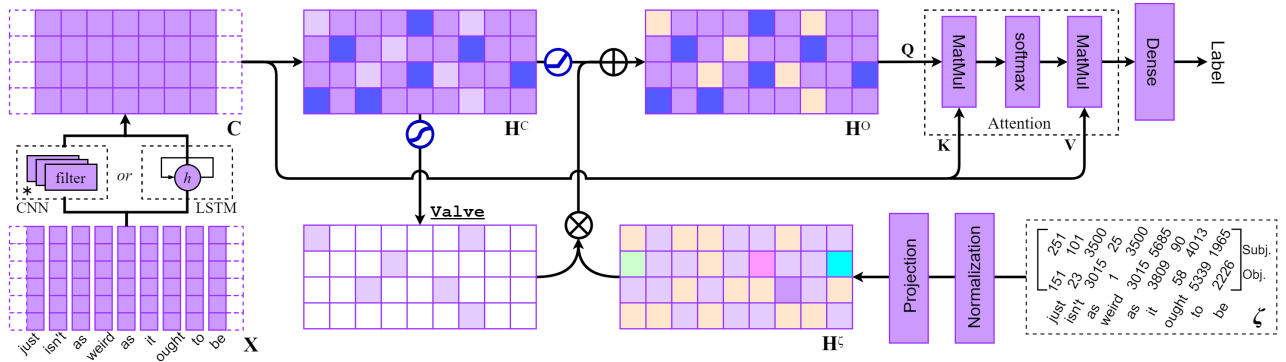 C
H^C
H^O
Q
K
V
MatMul
softmax
MatMul
Attention
Dense
Label
filter
*
CNN
or
h
LSTM
Valve
just isn't as weird as it ought to be
X
H^ζ
Projection
Normalization
251 101 3500 25 3500 5685 90 4013 1965 Subj.
151 23 3015 1 3015 3809 58 5339 2226 Obj.
just isn't as weird as it ought to be
ζ